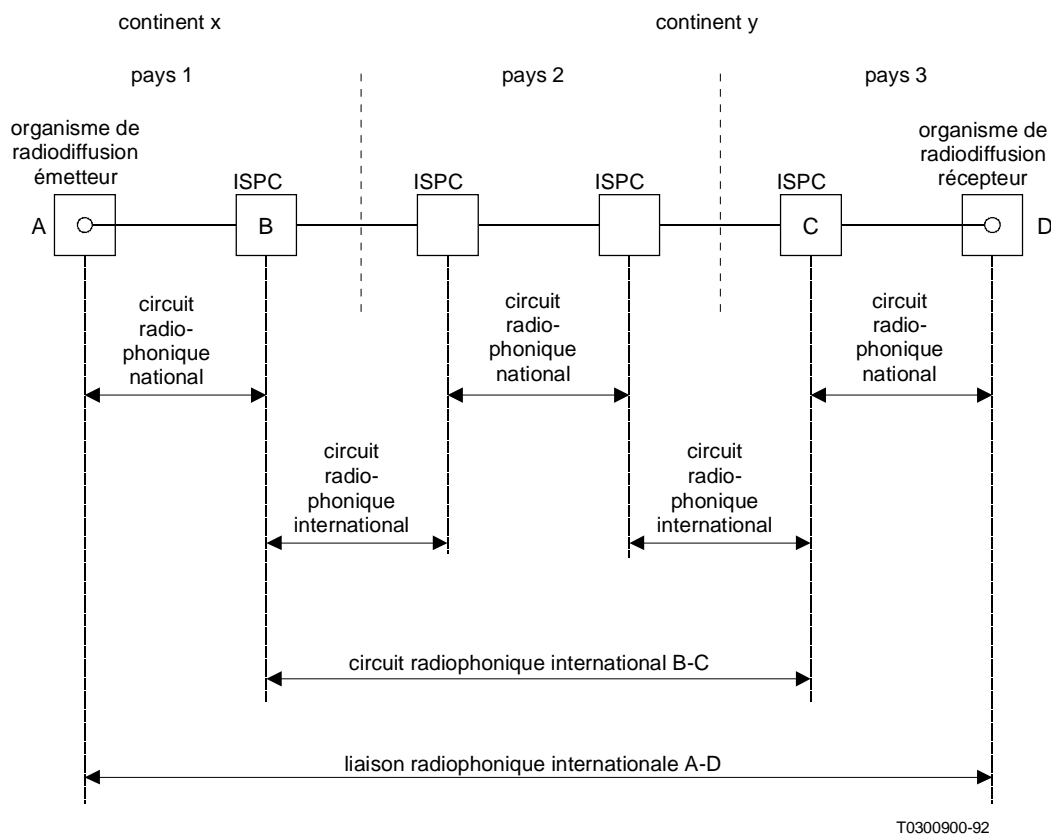 continent x
continent y
pays 1
pays 2
pays 3
organisme de
radiodiffusion
émetteur
organisme de
radiodiffusion
récepteur
ISPC
ISPC
ISPC
ISPC
A
B
C
D
circuit
radio-
phonique
national
circuit
radio-
phonique
national
circuit
radio-
phonique
national
circuit
radio-
phonique
international
circuit
radio-
phonique
international
circuit radiophonique international B-C
liaison radiophonique internationale A-D
T0300900-92